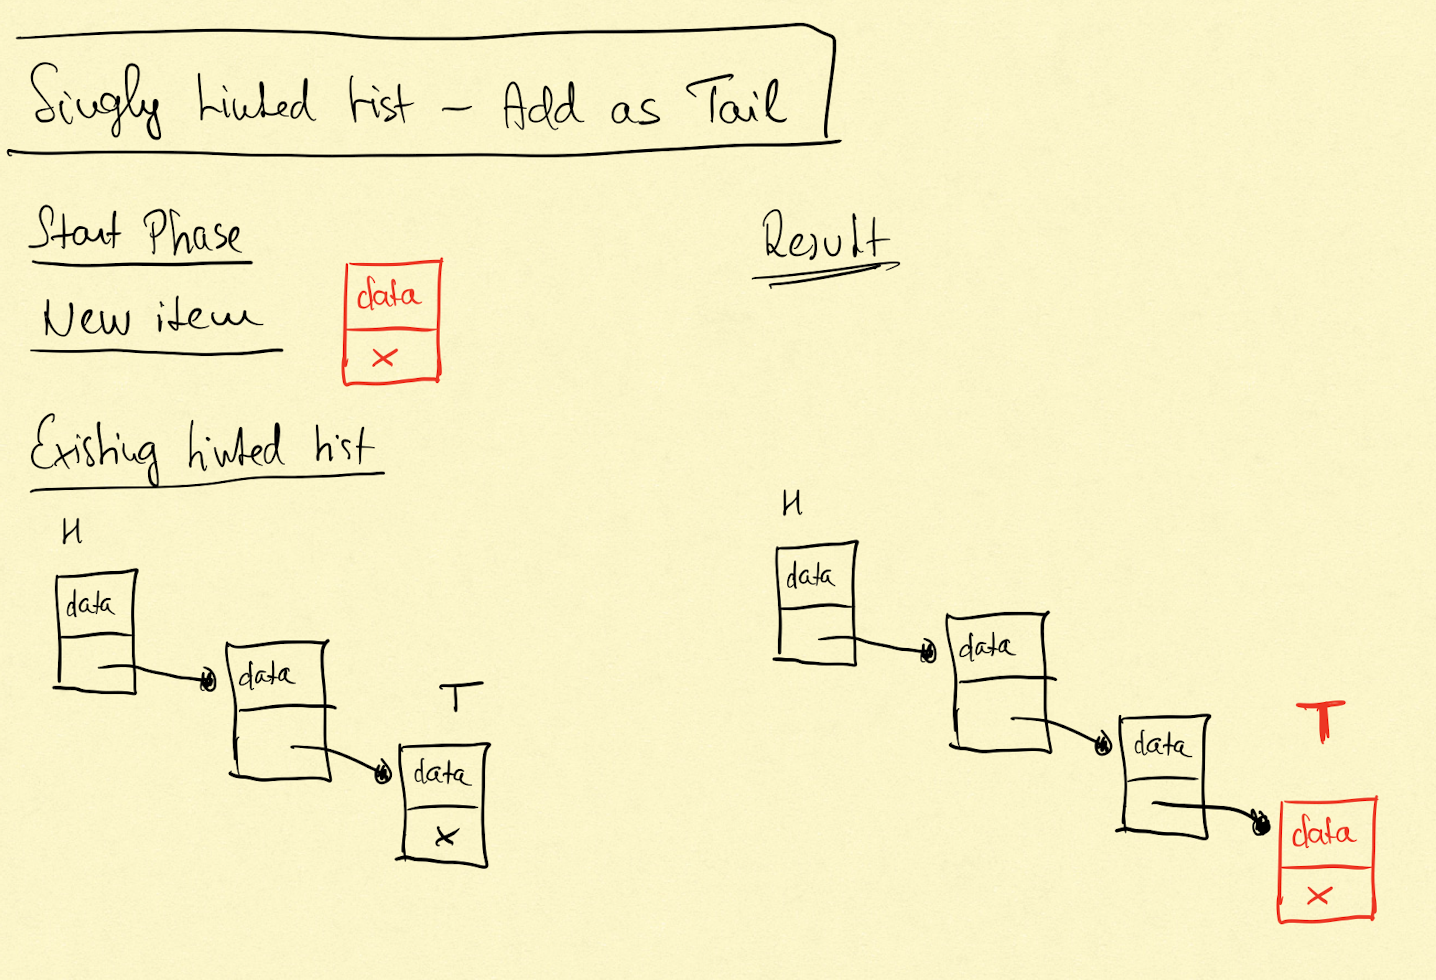 Singly Linked List - Add as Tail
Start Phase
New item
data
X
Existing Linked List
H
data
data
T
data
X
Result
H
data
data
data
T
data
X